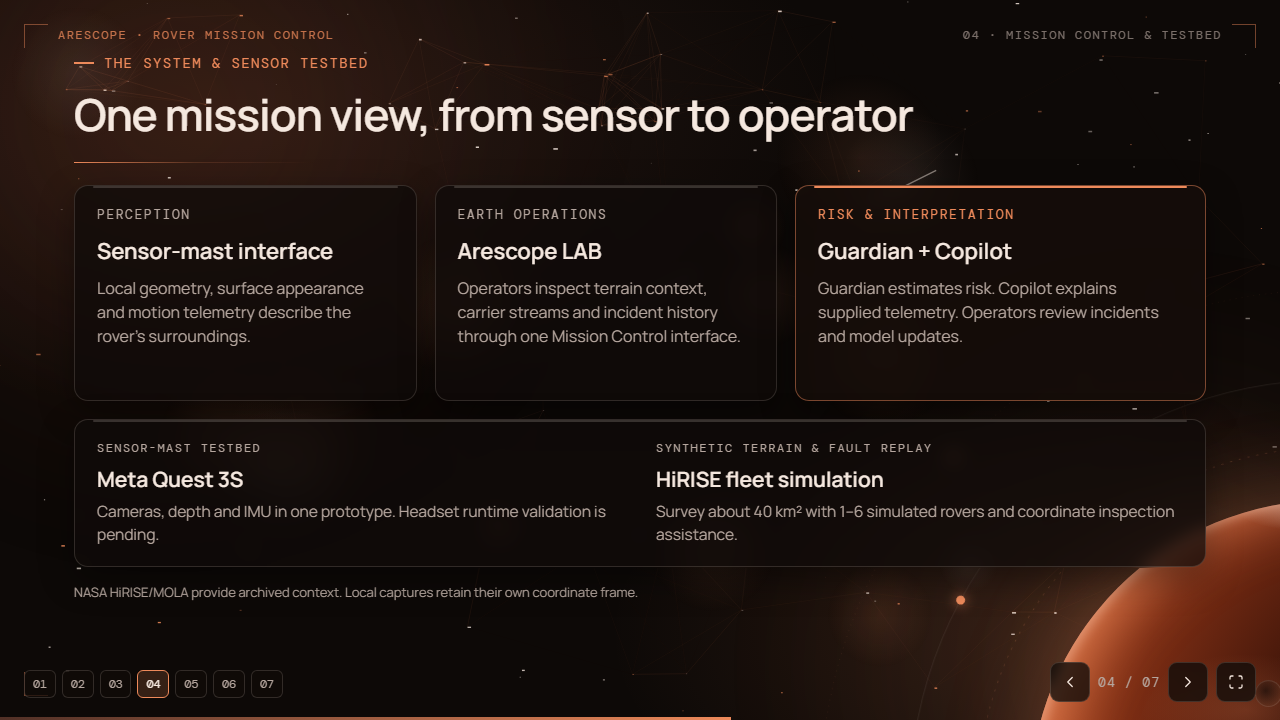 ARESCOPE · ROVER MISSION CONTROL
04 · MISSION CONTROL & TESTBED
THE SYSTEM & SENSOR TESTBED
One mission view, from sensor to operator
PERCEPTION
Sensor-mast interface
Local geometry, surface appearance
and motion telemetry describe the
rover's surroundings.
EARTH OPERATIONS
Arescope LAB
Operators inspect terrain context,
carrier streams and incident history
through one Mission Control interface.
RISK & INTERPRETATION
Guardian + Copilot
Guardian estimates risk. Copilot explains
supplied telemetry. Operators review incidents
and model updates.
SENSOR-MAST TESTBED
Meta Quest 3S
Cameras, depth and IMU in one prototype. Headset runtime validation is
pending.
SYNTHETIC TERRAIN & FAULT REPLAY
HiRISE fleet simulation
Survey about 40 km² with 1–6 simulated rovers and coordinate inspection
assistance.
NASA HiRISE/MOLA provide archived context. Local captures retain their own coordinate frame.
01 02 03 04 05 06 07
04 / 07